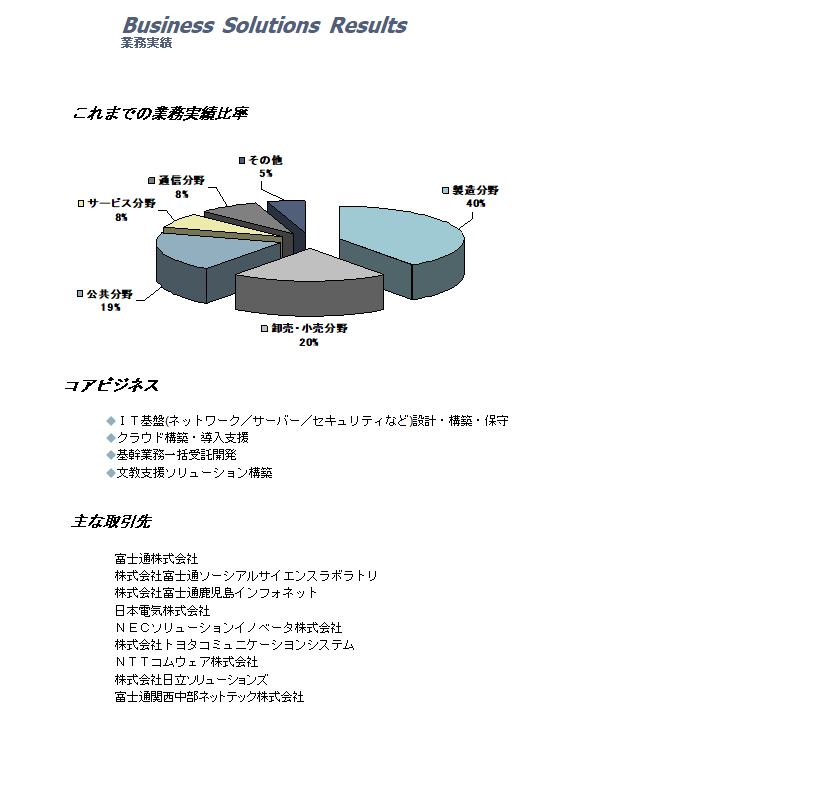 Business Solutions Results
業務実績
これまでの業務実績比率
その他
5%
通信分野
8%
サービス分野
8%
製造分野
40%
公共分野
19%
卸売・小売分野
20%
コアビジネス
◆ＩＴ基盤(ネットワーク／サーバー／セキュリティなど)設計・構築・保守
◆クラウド構築・導入支援
◆基幹業務一括受託開発
◆文教支援ソリューション構築
主な取引先
富士通株式会社
株式会社富士通ソーシアルサイエンスラボラトリ
株式会社富士通鹿児島インフォネット
日本電気株式会社
ＮＥＣソリューションイノベータ株式会社
株式会社トヨタコミュニケーションシステム
ＮＴＴコムウェア株式会社
株式会社日立ソリューションズ
富士通関西中部ネットテック株式会社